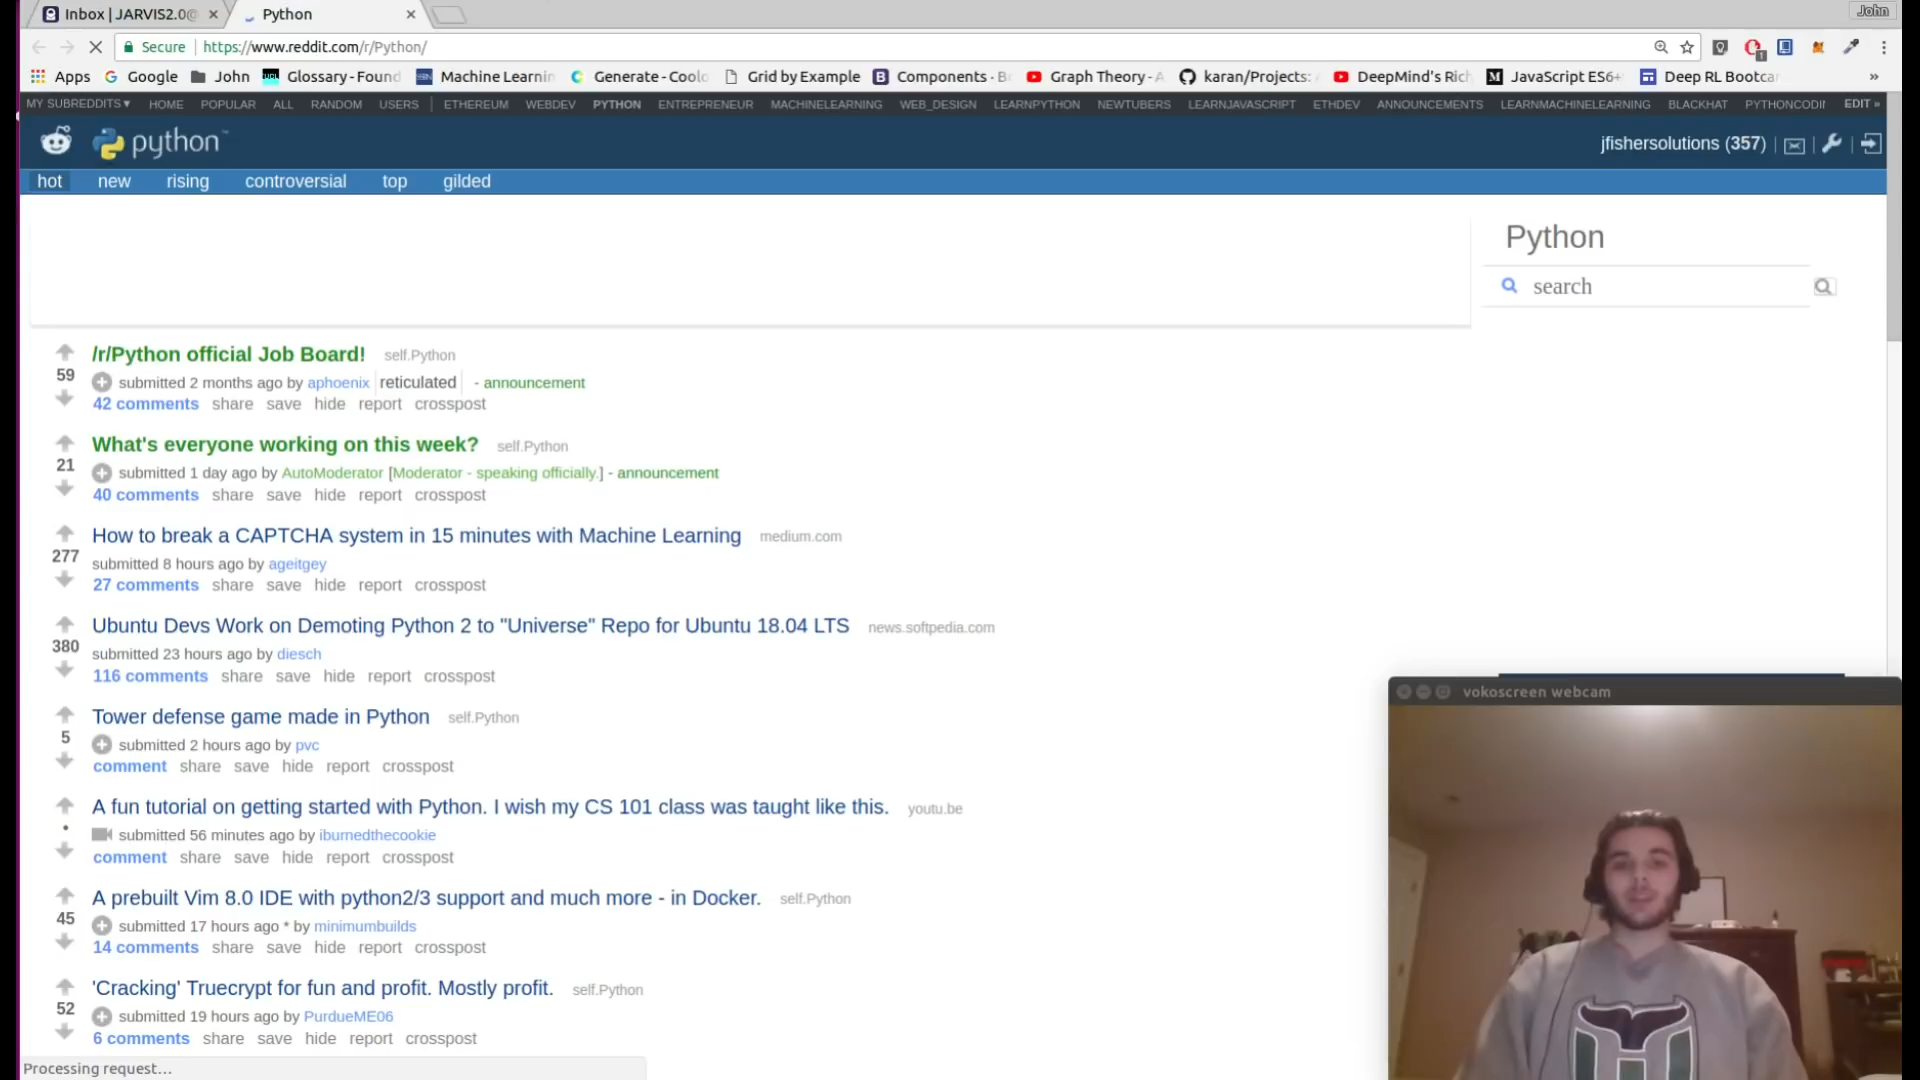 Inbox | JARVIS2.0@
Python
John
Secure
https://www.reddit.com/r/Python/
Apps
Google
John
Glossary - Found
Machine Learnin
Generate - Coolo
Grid by Example
Components · B
Graph Theory - A
karan/Projects:
DeepMind's Rich
JavaScript ES6+
Deep RL Bootca
»
MY SUBREDDITS▼ HOME POPULAR ALL RANDOM USERS | ETHEREUM WEBDEV PYTHON ENTREPRENEUR MACHINELEARNING WEB_DESIGN LEARNPYTHON NEWTUBERS LEARNJAVASCRIPT ETHDEV ANNOUNCEMENTS LEARNMACHINELEARNING BLACKHAT PYTHONCODI EDIT »
python™
jfishersolutions (357)
hot new rising controversial top gilded
Python
search
/r/Python official Job Board! self.Python
59
submitted 2 months ago by aphoenix reticulated - announcement
42 comments share save hide report crosspost
What's everyone working on this week? self.Python
21
submitted 1 day ago by AutoModerator [Moderator - speaking officially.] - announcement
40 comments share save hide report crosspost
How to break a CAPTCHA system in 15 minutes with Machine Learning medium.com
277
submitted 8 hours ago by ageitgey
27 comments share save hide report crosspost
Ubuntu Devs Work on Demoting Python 2 to "Universe" Repo for Ubuntu 18.04 LTS news.softpedia.com
380
submitted 23 hours ago by diesch
116 comments share save hide report crosspost
Tower defense game made in Python self.Python
5
submitted 2 hours ago by pvc
comment share save hide report crosspost
A fun tutorial on getting started with Python. I wish my CS 101 class was taught like this. youtu.be
•
submitted 56 minutes ago by iburnedthecookie
comment share save hide report crosspost
A prebuilt Vim 8.0 IDE with python2/3 support and much more - in Docker. self.Python
45
submitted 17 hours ago * by minimumbuilds
14 comments share save hide report crosspost
'Cracking' Truecrypt for fun and profit. Mostly profit. self.Python
52
submitted 19 hours ago by PurdueME06
6 comments share save hide report crosspost
Processing request...
vokoscreen webcam